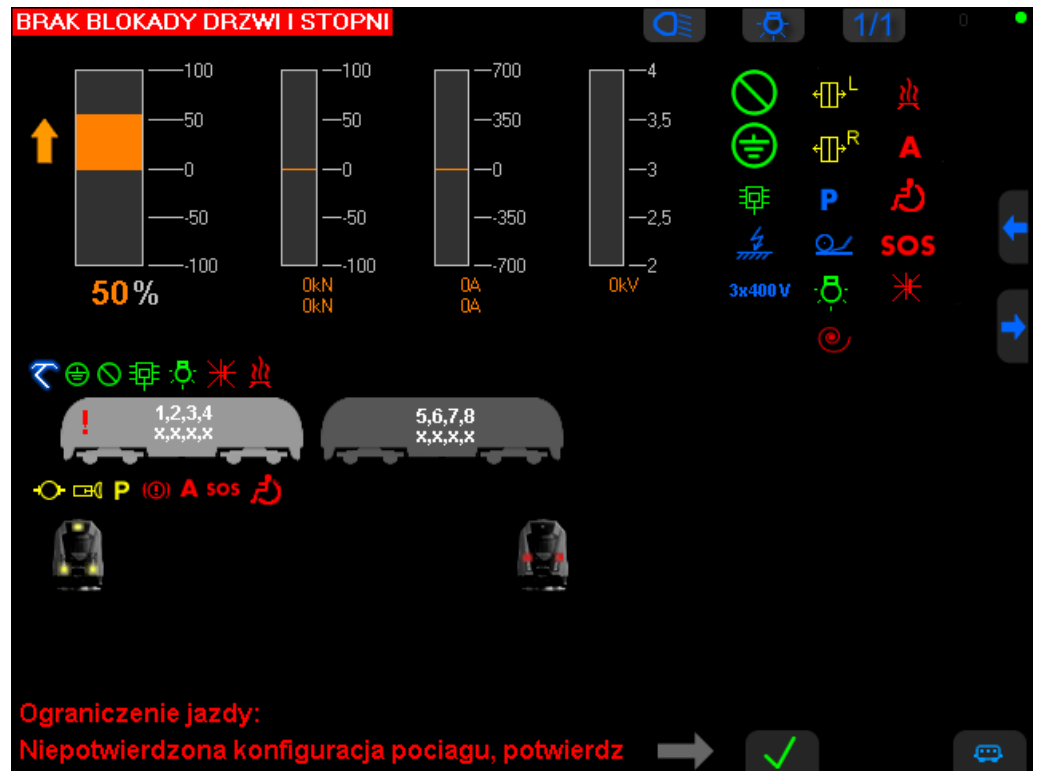 BRAK BLOKADY DRZWI I STOPNI
1/1
0
100
50
0
-50
-100
50%
100
50
0
-50
-100
0kN
0kN
700
350
0
-350
-700
0A
0A
4
3,5
3
2,5
2
0kV
L
R
A
P
SOS
3x400V
1,2,3,4
x,x,x,x
5,6,7,8
x,x,x,x
P
A
SOS
Ograniczenie jazdy:
Niepotwierdzona konfiguracja pociagu, potwierdz